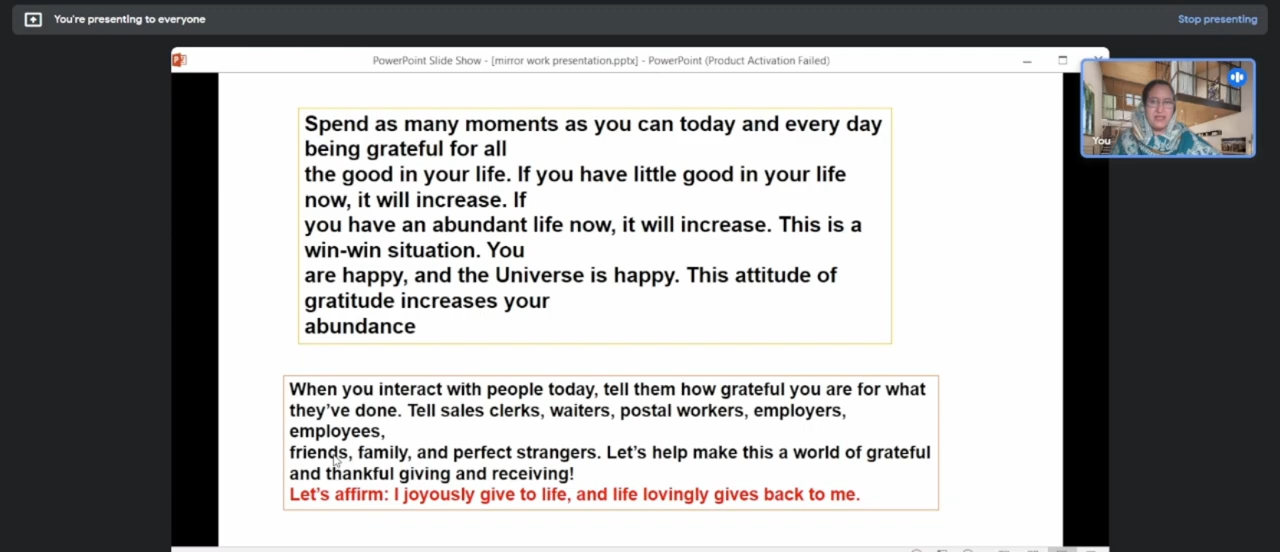 You're presenting to everyone
Stop presenting
PowerPoint Slide Show - [mirror work presentation.pptx] - PowerPoint (Product Activation Failed)
You
Spend as many moments as you can today and every day
being grateful for all
the good in your life. If you have little good in your life
now, it will increase. If
you have an abundant life now, it will increase. This is a
win-win situation. You
are happy, and the Universe is happy. This attitude of
gratitude increases your
abundance
When you interact with people today, tell them how grateful you are for what
they’ve done. Tell sales clerks, waiters, postal workers, employers,
employees,
friends, family, and perfect strangers. Let’s help make this a world of grateful
and thankful giving and receiving!
Let’s affirm: I joyously give to life, and life lovingly gives back to me.